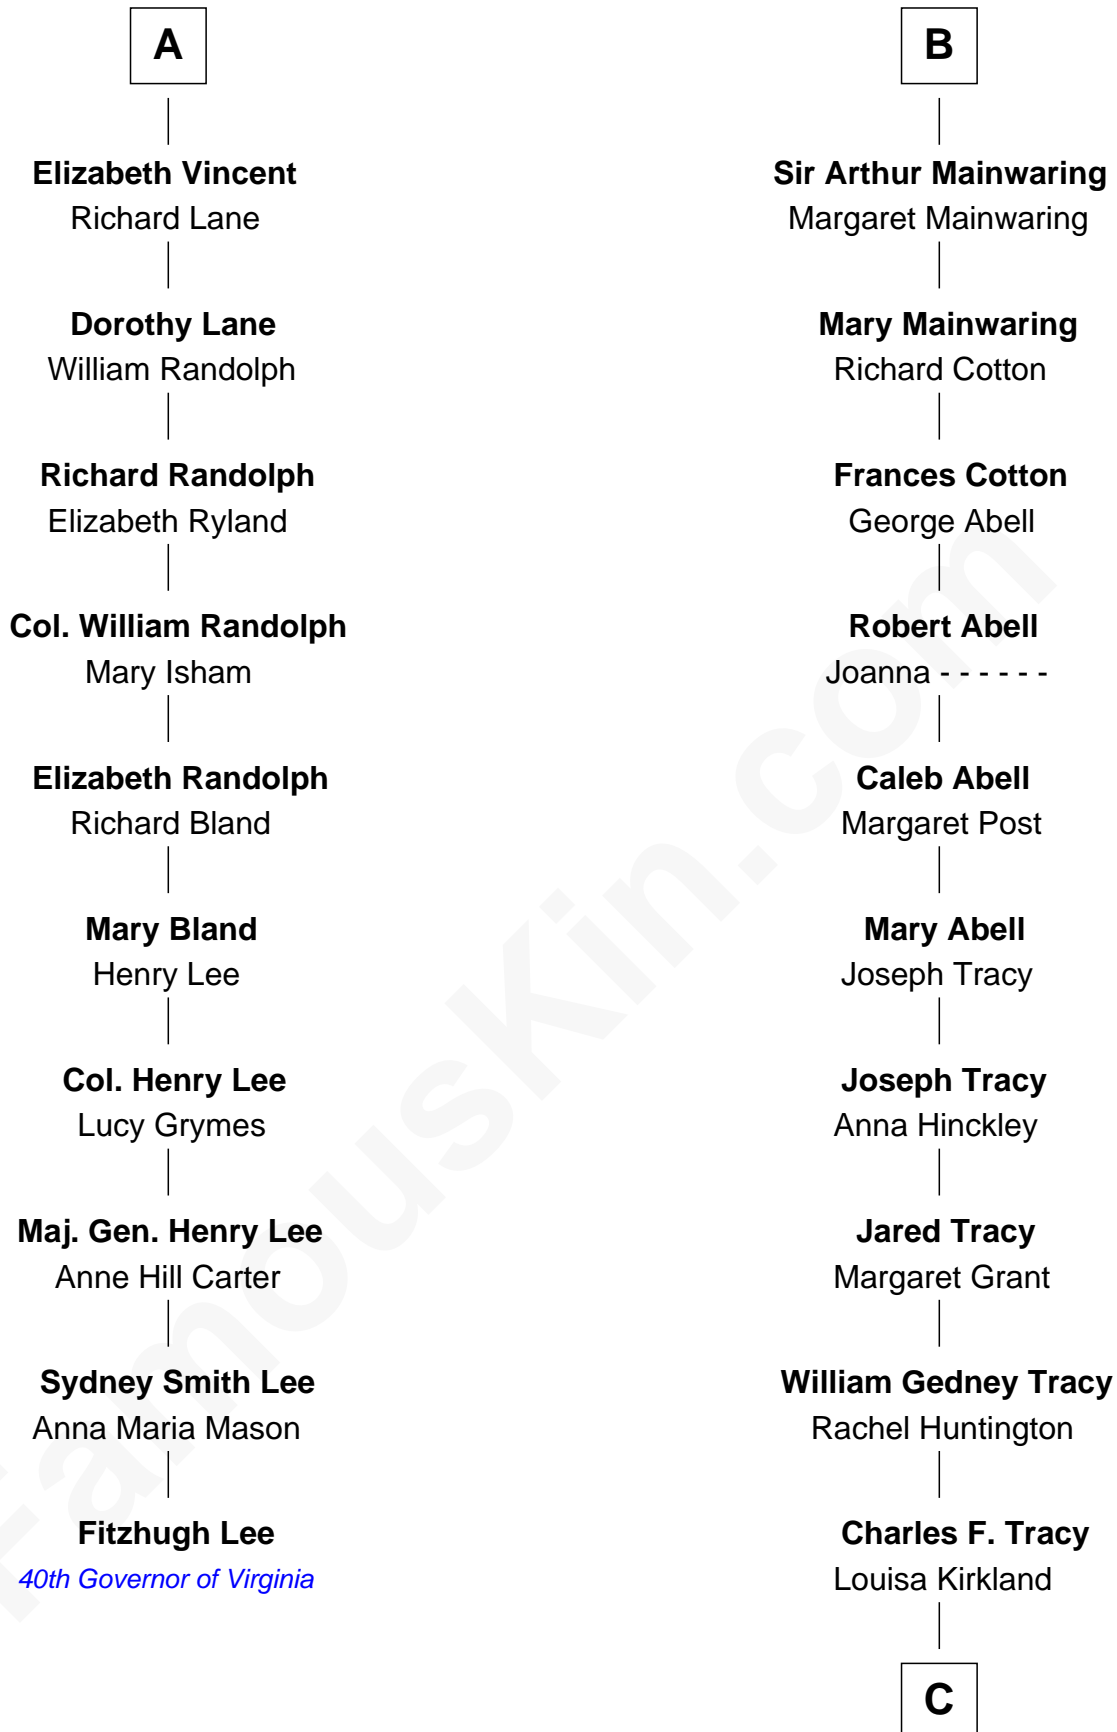 A
Elizabeth Vincent
Richard Lane
Dorothy Lane
William Randolph
Richard Randolph
Elizabeth Ryland
Col. William Randolph
Mary Isham
Elizabeth Randolph
Richard Bland
Mary Bland
Henry Lee
Col. Henry Lee
Lucy Grymes
Maj. Gen. Henry Lee
Anne Hill Carter
Sydney Smith Lee
Anna Maria Mason
Fitzhugh Lee
40th Governor of Virginia
B
Sir Arthur Mainwaring
Margaret Mainwaring
Mary Mainwaring
Richard Cotton
Frances Cotton
George Abell
Robert Abell
Joanna - - - - - -
Caleb Abell
Margaret Post
Mary Abell
Joseph Tracy
Joseph Tracy
Anna Hinckley
Jared Tracy
Margaret Grant
William Gedney Tracy
Rachel Huntington
Charles F. Tracy
Louisa Kirkland
C
FamousKin.com